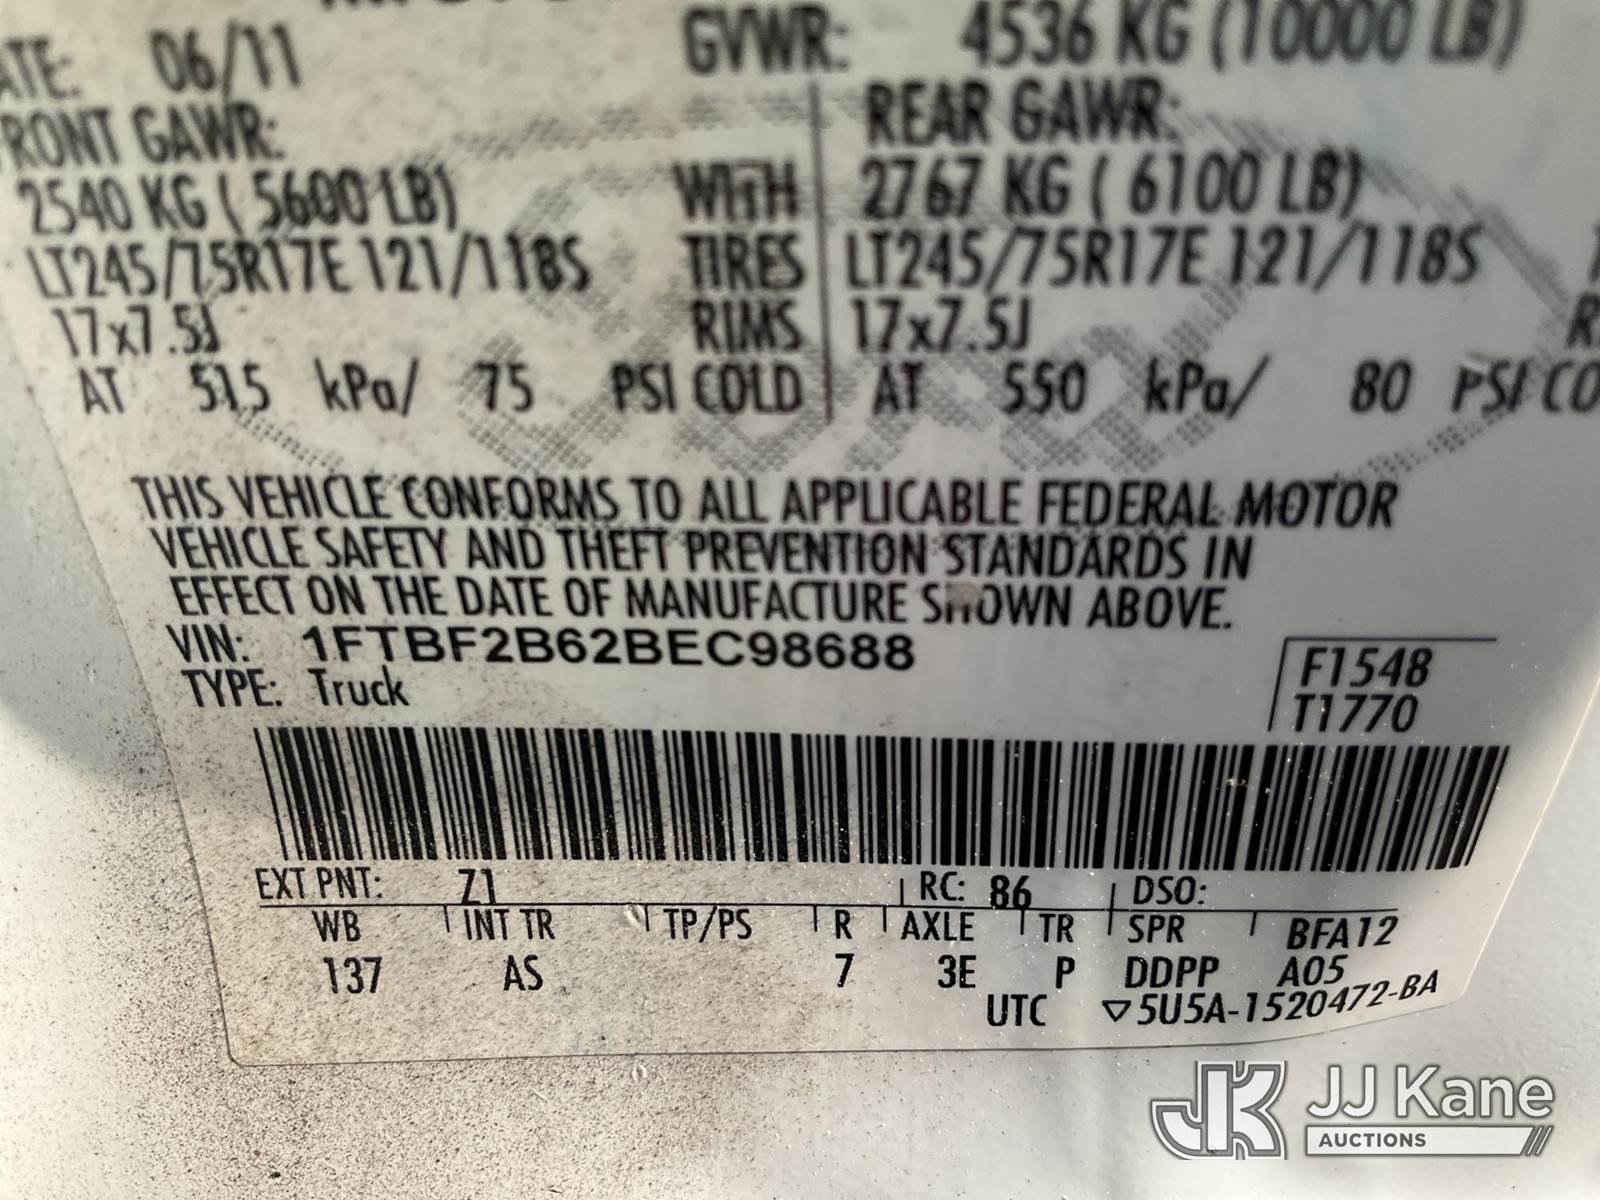 06/11 GVWR: 4536 KG (10000 LB)
FRONT GAWR: REAR GAWR:
2540 KG ( 5600 LB) WITH 2767 KG ( 6100 LB)
LT245/75R17E 121/118S TIRES LT245/75R17E 121/118S
17x7.5J RIMS 17x7.5J
AT 515 kPa/ 75 PSI COLD AT 550 kPa/ 80 PSI CO
THIS VEHICLE CONFORMS TO ALL APPLICABLE FEDERAL MOTOR
VEHICLE SAFETY AND THEFT PREVENTION STANDARDS IN
EFFECT ON THE DATE OF MANUFACTURE SHOWN ABOVE.
VIN: 1FTBF2B62BEC98688
TYPE: Truck
F1548
T1770
EXT PNT: Z1 RC: 86 DSO:
WB INT TR TP/PS R AXLE TR SPR BFA12
137 AS 7 3E P DDPP A05
UTC ▽5U5A-1520472-BA
JK JJ Kane
AUCTIONS